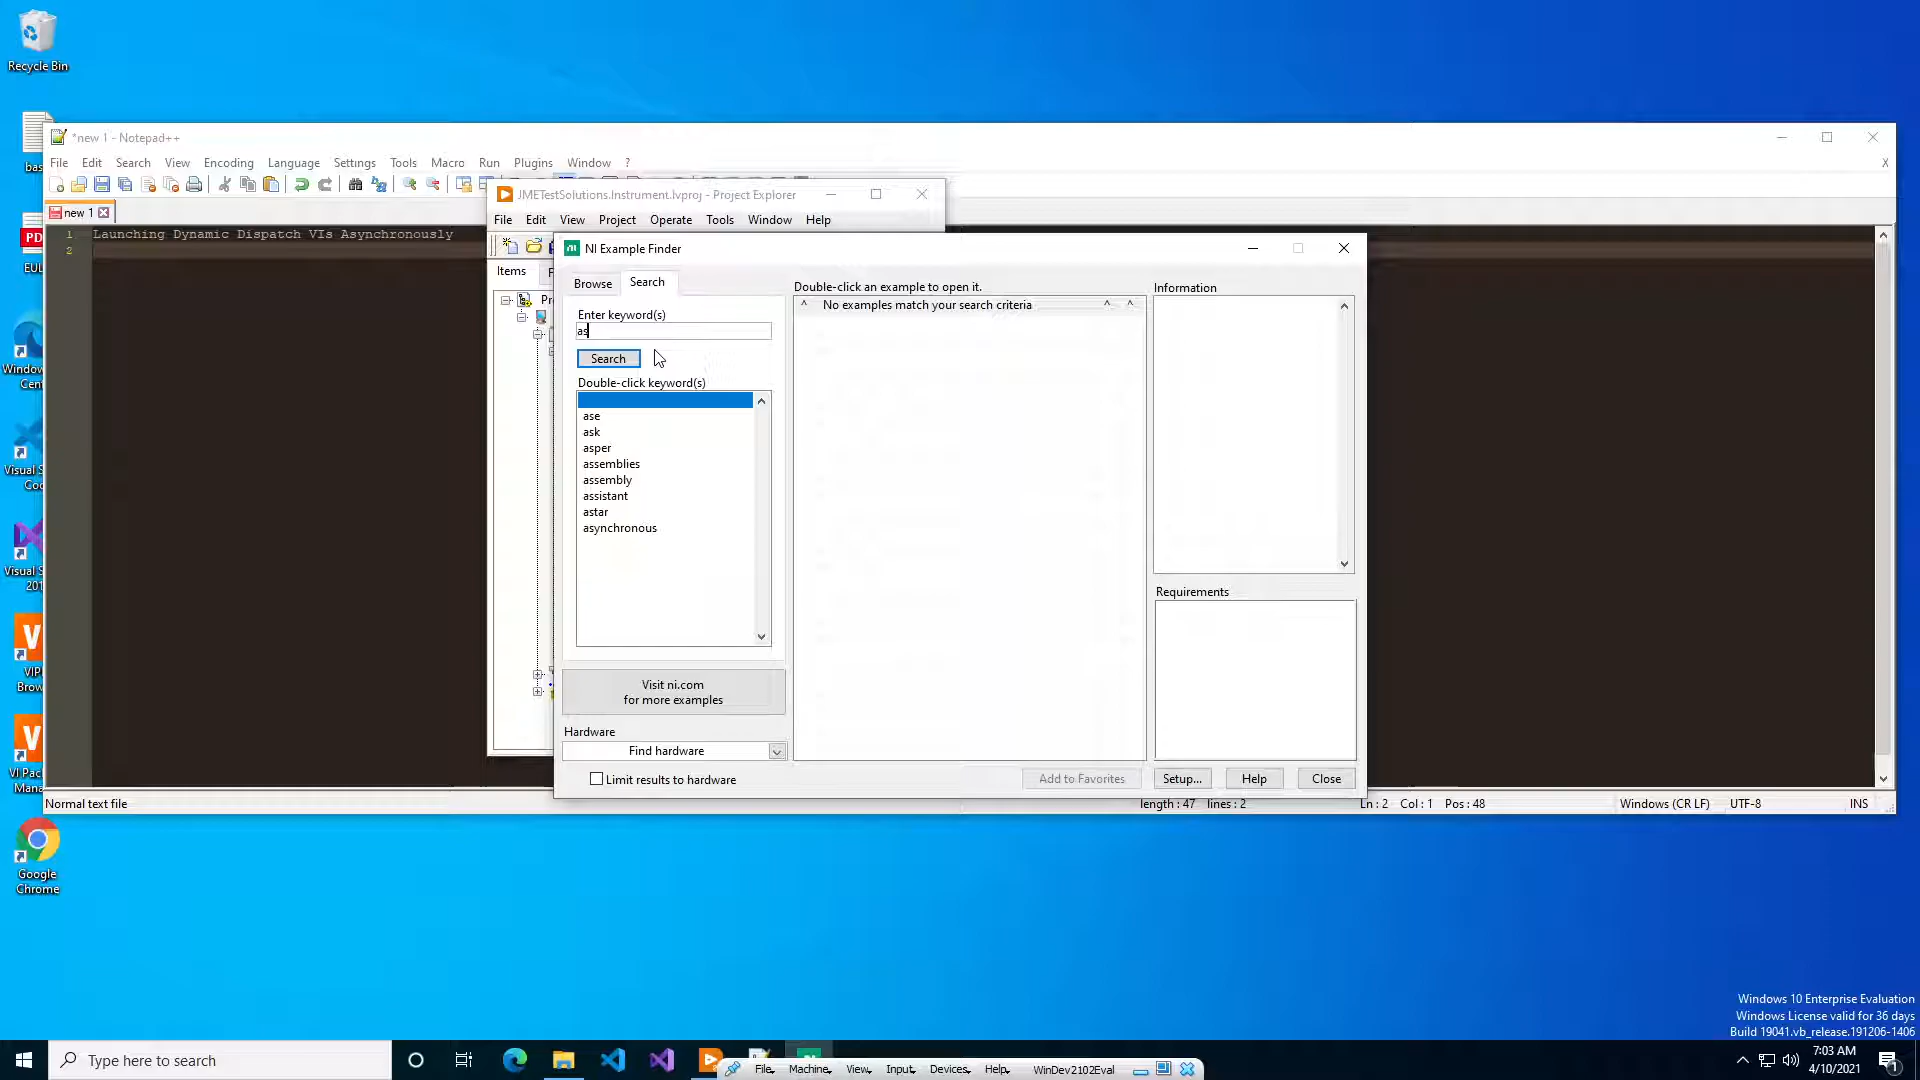 Recycle Bin
*new 1 - Notepad++
File Edit Search View Encoding Language Settings Tools Macro Run Plugins Window ?
X
new 1
1 Launching Dynamic Dispatch VIs Asynchronously
2
JMETestSolutions.Instrument.lvproj - Project Explorer
File Edit View Project Operate Tools Window Help
Items
NI Example Finder
Browse Search
Enter keyword(s)
as
Search
Double-click keyword(s)
ase
ask
asper
assemblies
assembly
assistant
astar
asynchronous
Visit ni.com
for more examples
Hardware
Find hardware
Limit results to hardware
Double-click an example to open it.
No examples match your search criteria
Information
Requirements
Add to Favorites Setup... Help Close
Normal text file
length : 47 lines : 2
Ln : 2 Col : 1 Pos : 48
Windows (CR LF) UTF-8 INS
Google
Chrome
Windows 10 Enterprise Evaluation
Windows License valid for 36 days
Build 19041.vb_release.191206-1406
Type here to search
File Machine View Input Devices Help WinDev2102Eval
7:03 AM
4/10/2021
1